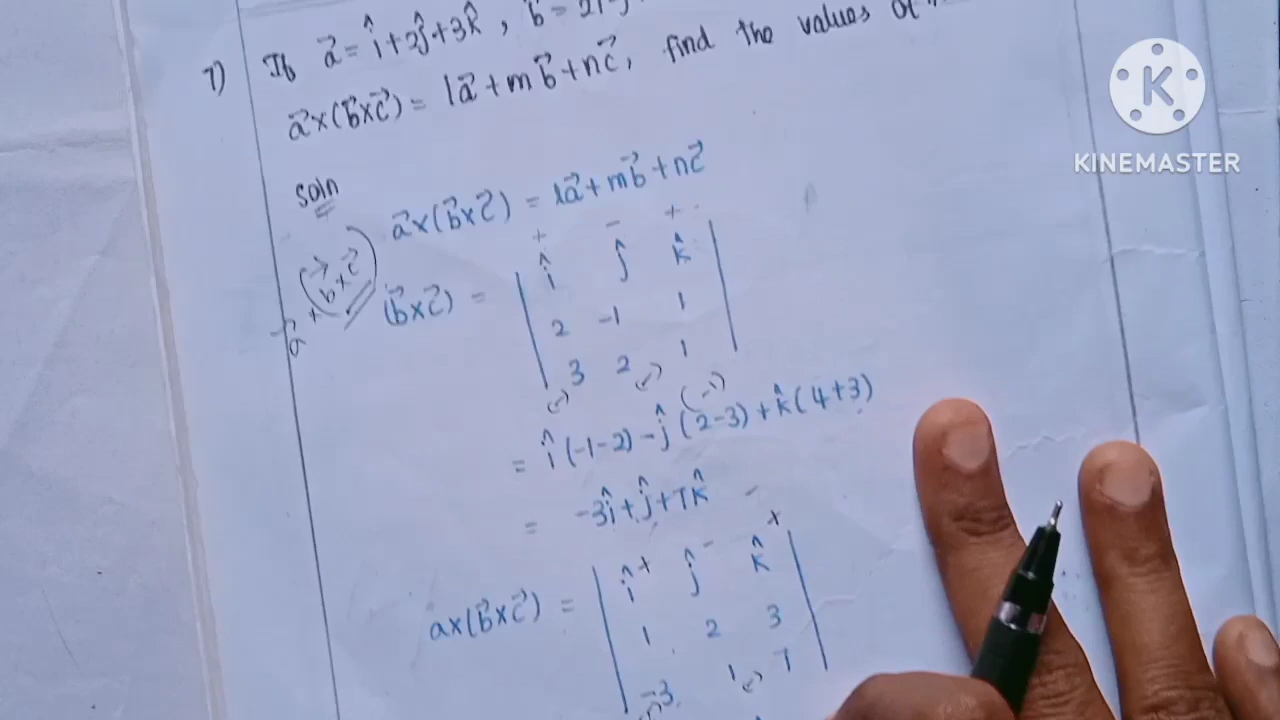 7) If a⃗ = î+2ĵ+3k̂, b⃗ = 2î-ĵ
a⃗×(b⃗×c⃗) = la⃗+mb⃗+nc⃗, find the values of
K
KINEMASTER
Soln
a⃗×(b⃗×c⃗) = la⃗+mb⃗+nc⃗
a⃗×(b⃗×c⃗)
+ - +
(b⃗×c⃗) = | î ĵ k̂ |
2 -1 1
3 2 1
(-) (-) (-1)
= î(-1-2)-ĵ(2-3)+k̂(4+3)
= -3î+ĵ+7k̂
+ - +
a×(b⃗×c⃗) = | î ĵ k̂ |
1 2 3
-3 1 7